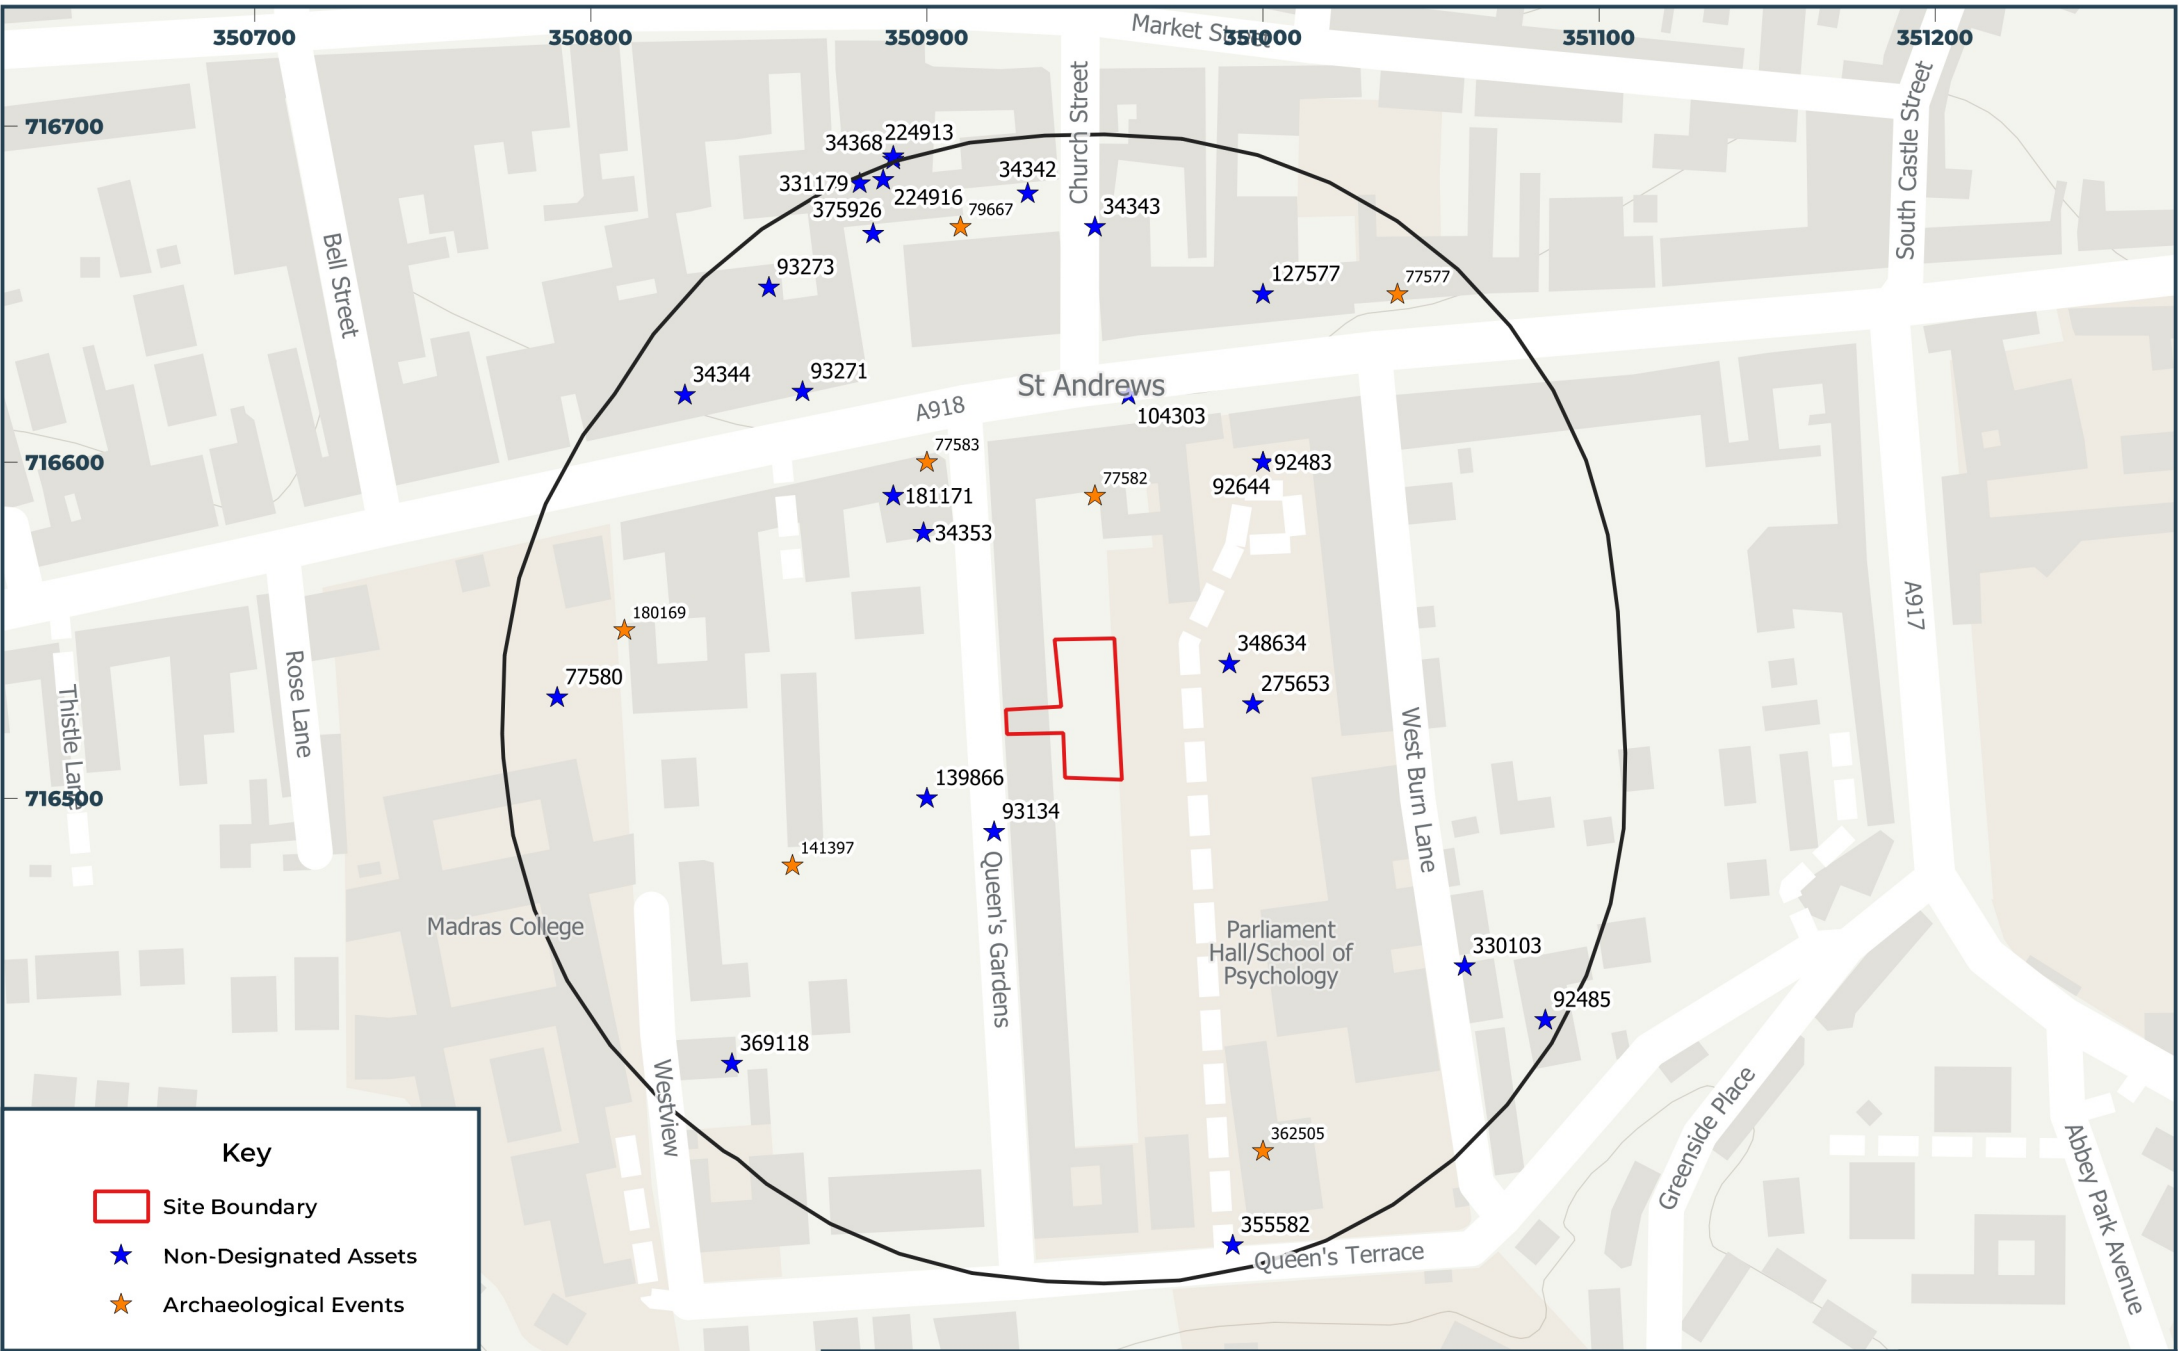 Market Street
350700
350800
350900
351000
351100
351200
716700
716600
716500
Church Street
South Castle Street
Bell Street
224913
34368
34342
331179
224916
375926
79667
34343
93273
127577
77577
34344
93271
St Andrews
A918
104303
77583
92483
77582
92644
181171
34353
A917
180169
348634
77580
275653
Rose Lane
Thistle Lane
West Burn Lane
139866
93134
141397
Queen's Gardens
Madras College
Parliament
Hall/School of
Psychology
330103
92485
369118
Westview
Greenside Place
362505
Abbey Park Avenue
355582
Queen's Terrace
Key
Site Boundary
Non-Designated Assets
Archaeological Events